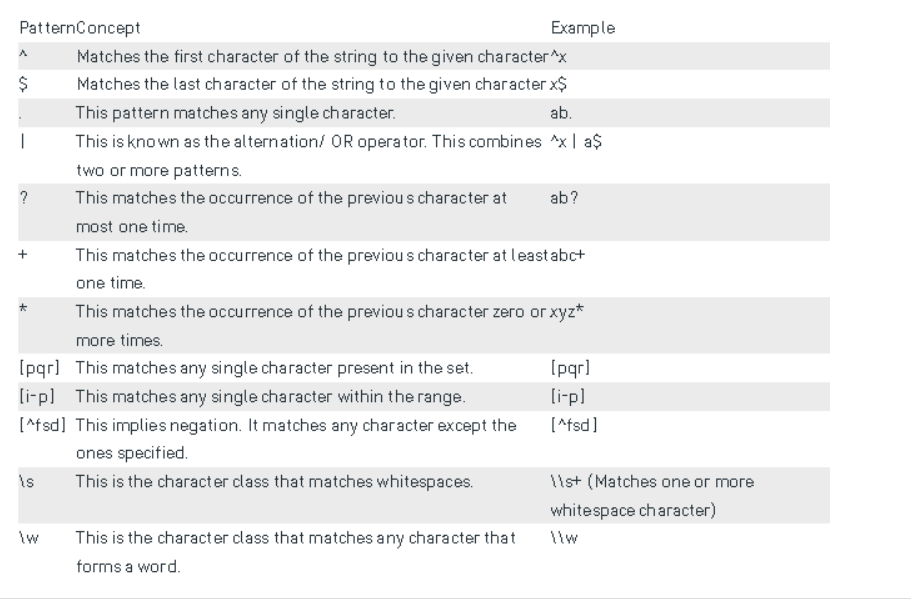 Pattern Concept Example
^ Matches the first character of the string to the given character ^x
$ Matches the last character of the string to the given character x$
. This pattern matches any single character. ab.
| This is known as the alternation/ OR operator. This combines ^x | a$
two or more patterns.
? This matches the occurrence of the previous character at ab?
most one time.
+ This matches the occurrence of the previous character at least abc+
one time.
* This matches the occurrence of the previous character zero or xyz*
more times.
[pqr] This matches any single character present in the set. [pqr]
[i-p] This matches any single character within the range. [i-p]
[^fsd] This implies negation. It matches any character except the [^fsd]
ones specified.
\s This is the character class that matches whitespaces. \\s+ (Matches one or more
whitespace character)
\w This is the character class that matches any character that \\w
forms a word.